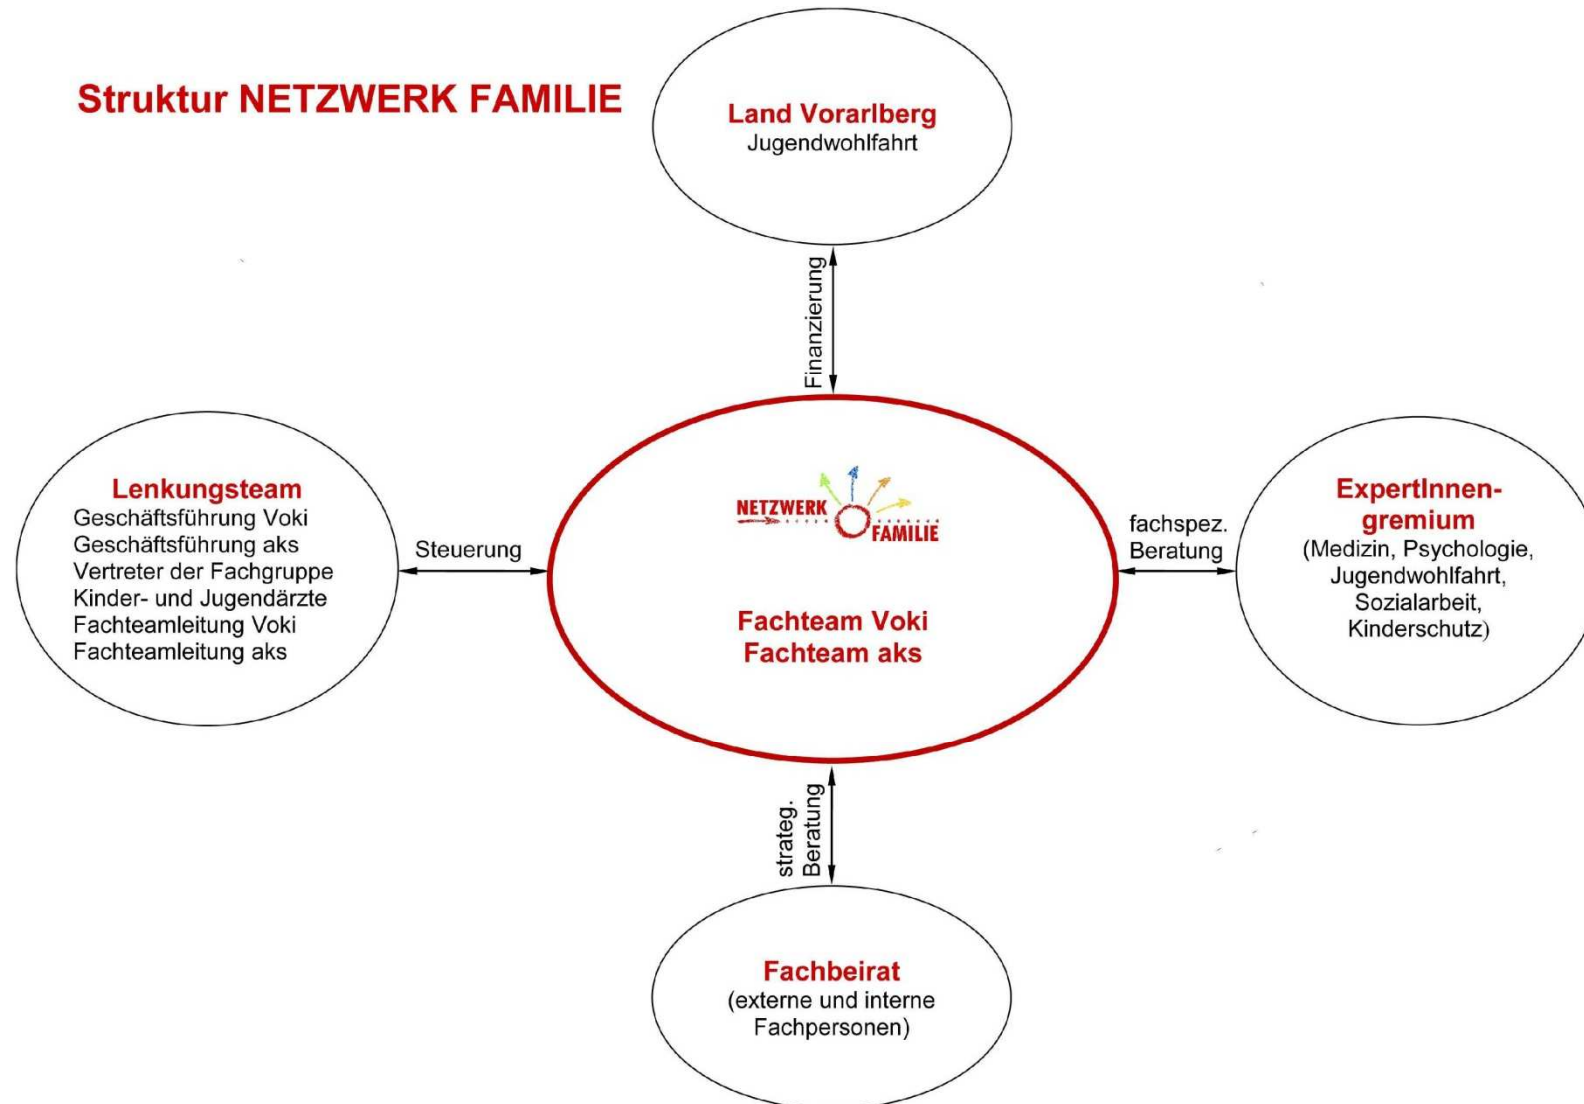 Struktur NETZWERK FAMILIE
Land Vorarlberg
Jugendwohlfahrt
Finanzierung
Lenkungsteam
Geschäftsführung Voki
Geschäftsführung aks
Vertreter der Fachgruppe
Kinder- und Jugendärzte
Fachteamleitung Voki
Fachteamleitung aks
Steuerung
NETZWERK
FAMILIE
Fachteam Voki
Fachteam aks
fachspez.
Beratung
ExpertInnen-
gremium
(Medizin, Psychologie,
Jugendwohlfahrt,
Sozialarbeit,
Kinderschutz)
strateg.
Beratung
Fachbeirat
(externe und interne
Fachpersonen)